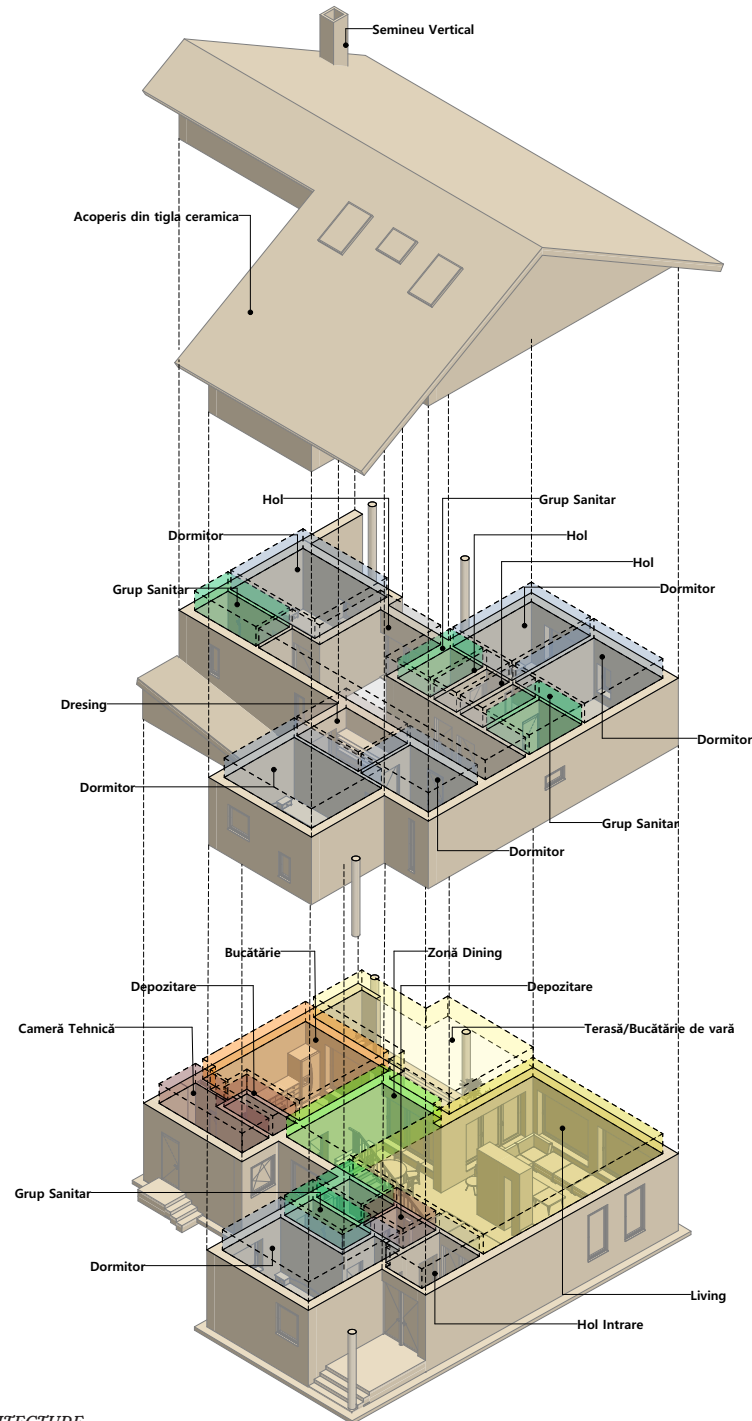 Semineu Vertical
Acoperis din tigla ceramica
Hol
Grup Sanitar
Dormitor
Hol
Hol
Grup Sanitar
Dormitor
Dresing
Dormitor
Dormitor
Grup Sanitar
Dormitor
Bucătărie
Zonă Dining
Depozitare
Depozitare
Cameră Tehnică
Terasă/Bucătărie de vară
Grup Sanitar
Dormitor
Living
Hol Intrare